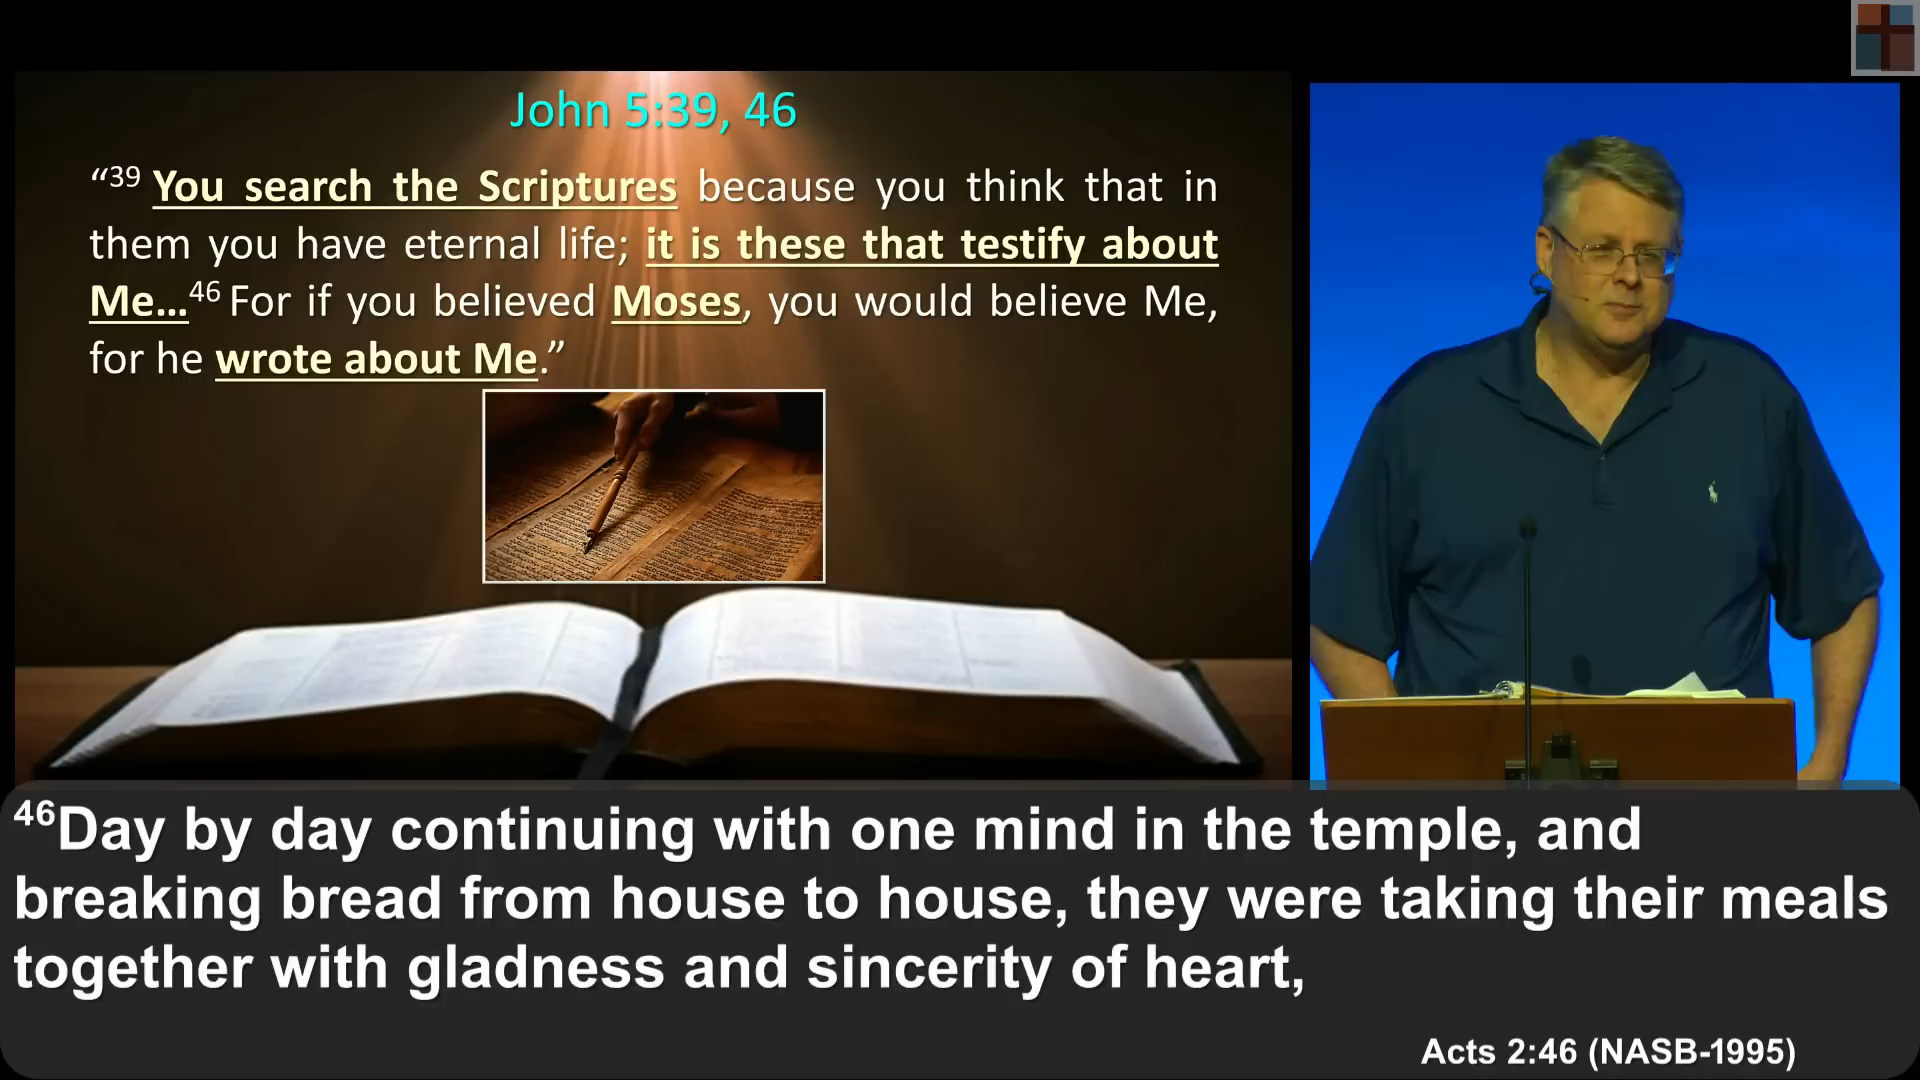 John 5:39, 46
“39 You search the Scriptures because you think that in
them you have eternal life; it is these that testify about
Me…46 For if you believed Moses, you would believe Me,
for he wrote about Me.”
46Day by day continuing with one mind in the temple, and
breaking bread from house to house, they were taking their meals
together with gladness and sincerity of heart,
Acts 2:46 (NASB-1995)